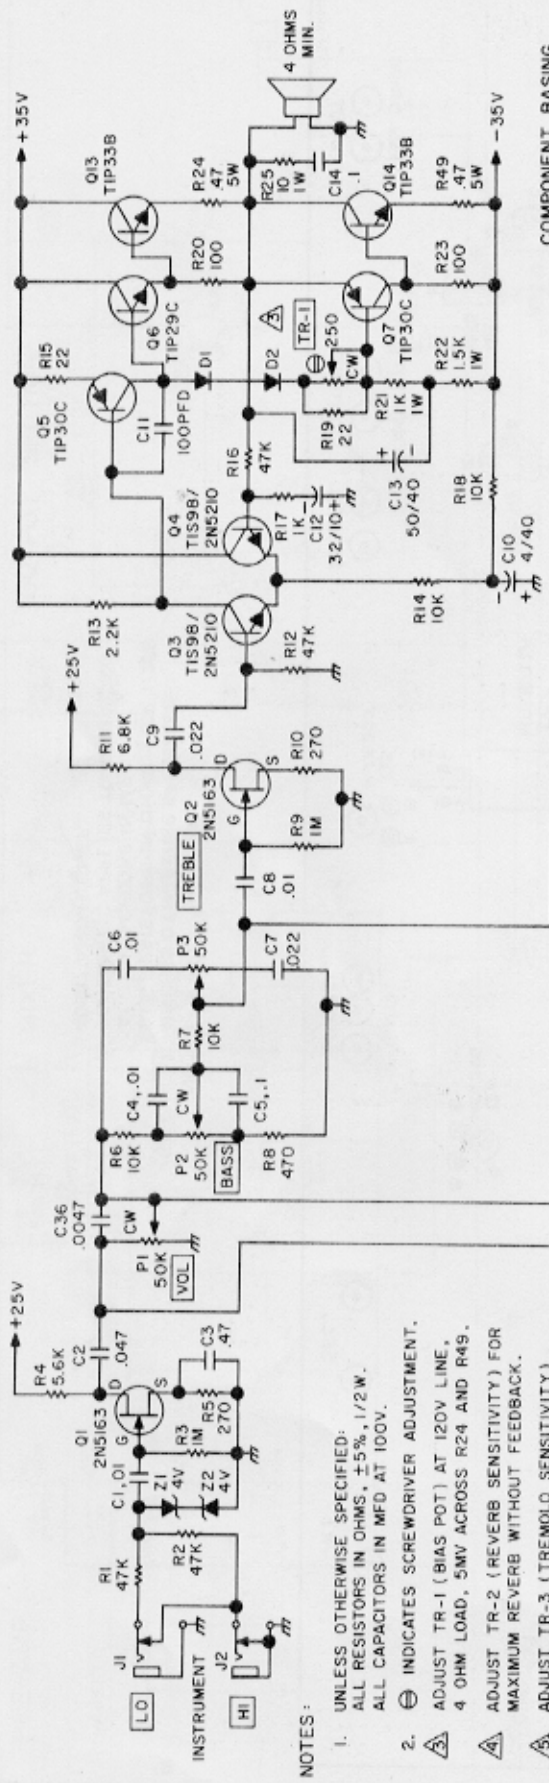 LO
INSTRUMENT
HI
J1
J2
R1
47K
R2
47K
C1,.01
Z1
4V
Z2
4V
R3
1M
Q1
2N5163
G
D
S
R4
5.6K
+25V
R5
270
C3
.47
C2
.047
P1
50K
VOL
CW
C36
.0047
R6
10K
P2
50K
BASS
C4,.01
CW
C5,.1
R8
470
R7
10K
C6
.01
P3
50K
C7
.022
TREBLE
C8
.01
Q2
2N5163
G
D
S
R9
1M
R10
270
R11
6.8K
+25V
C9
.022
R13
2.2K
Q3
TIS98/
2N5210
R12
47K
Q4
TIS98/
2N5210
R14
10K
R17
1K
C12
32/10
R16
47K
C10
4/40
R18
10K
C13
50/40
Q5
TIP30C
R15
22
C11
100PFD
D1
D2
R19
22
3
TR-1
250
CW
R21
1K
1W
R22
1.5K
1W
Q6
TIP29C
R20
100
Q7
TIP30C
R23
100
Q13
TIP33B
+35V
R24
.47
5W
R25
10
1W
C14
.1
Q14
TIP33B
R49
.47
5W
-35V
4 OHMS
MIN.
NOTES:
1. UNLESS OTHERWISE SPECIFIED:
ALL RESISTORS IN OHMS, ±5%, 1/2W.
ALL CAPACITORS IN MFD AT 100V.
2. ⊖ INDICATES SCREWDRIVER ADJUSTMENT.
3 ADJUST TR-1 (BIAS POT) AT 120V LINE,
4 OHM LOAD, 5MV ACROSS R24 AND R49.
4 ADJUST TR-2 (REVERB SENSITIVITY) FOR
MAXIMUM REVERB WITHOUT FEEDBACK.
5 ADJUST TR-3 (TREMOLO SENSITIVITY)
COMPONENT BASING